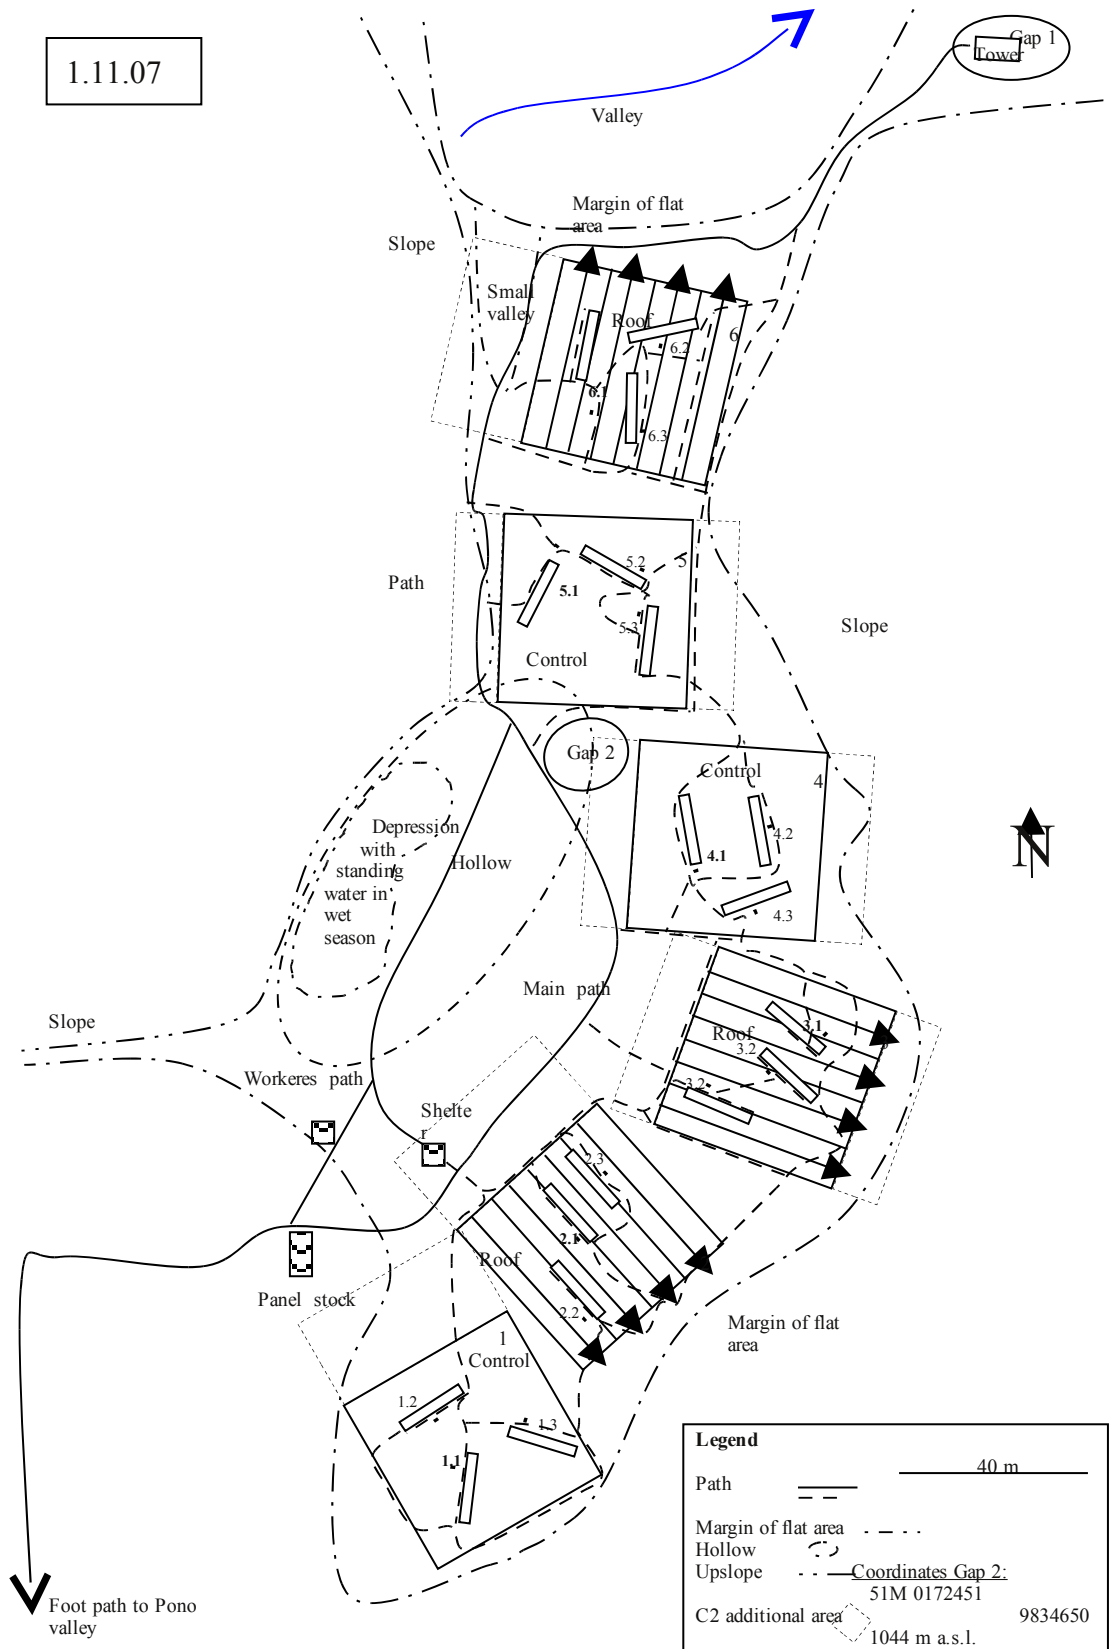 1.11.07
Gap 1
Tower
Valley
Margin of flat
area
Slope
Small
valley
Roof
6
6.2
6.1
6.3
Path
5.2
5
5.1
5.3
Slope
Control
Gap 2
Control
4
4.2
4.1
4.3
N
Depression
with
standing
water in
wet
season
Hollow
Main path
Roof
3.1
3.2
3.2
Slope
Workeres path
Shelte
r
2.3
2.1
Roof
2.2
Panel stock
Margin of flat
area
1
Control
1.2
1.3
1.1
Foot path to Pono
valley
Legend
40 m
Path
Margin of flat area
Hollow
Upslope
Coordinates Gap 2:
51M 0172451
C2 additional area
9834650
1044 m a.s.l.